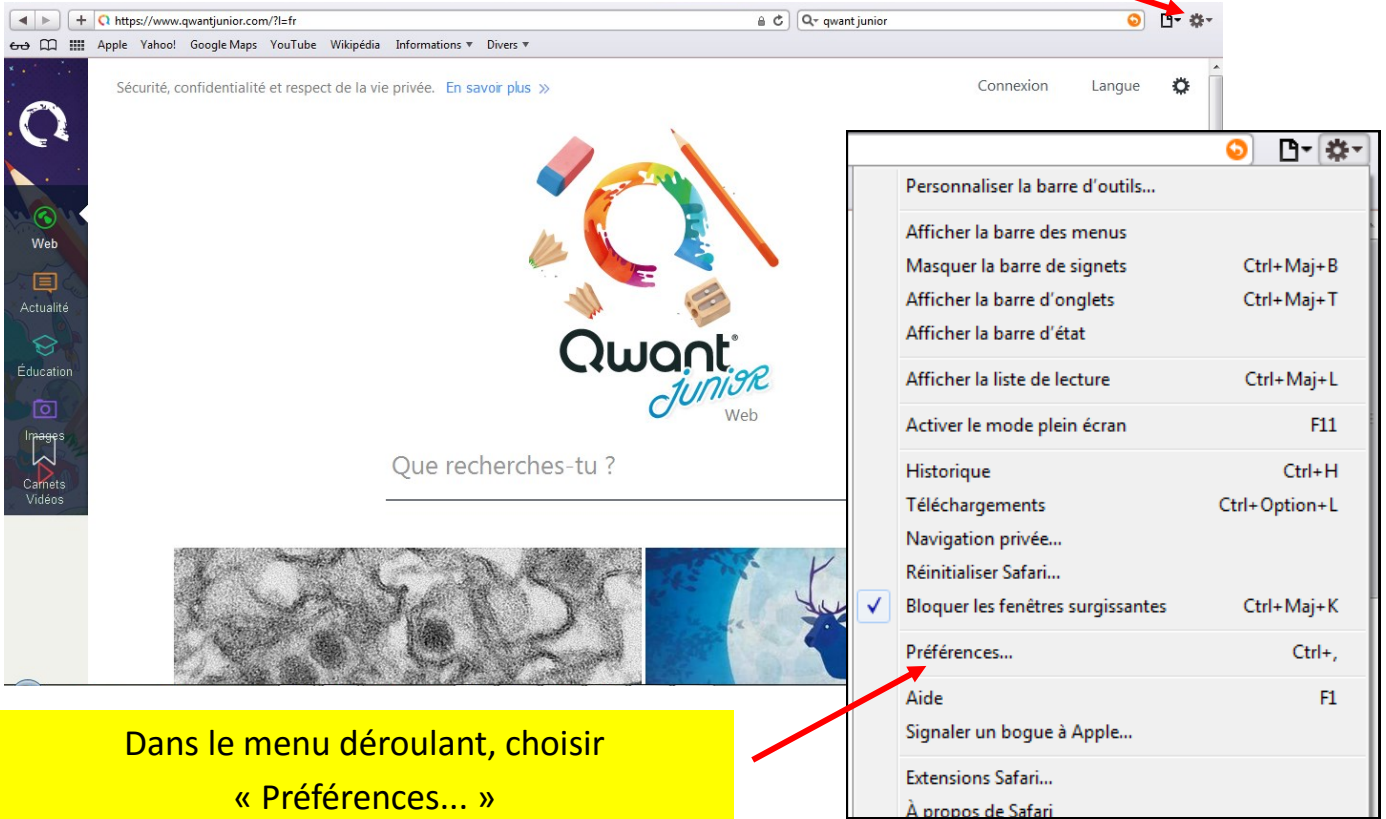 https://www.qwantjunior.com/?l=fr
qwant junior
Apple Yahoo! Google Maps YouTube Wikipédia Informations Divers
Sécurité, confidentialité et respect de la vie privée. En savoir plus »
Connexion Langue
Web
Actualité
Éducation
Images
Carnets
Vidéos
Qwant
junior
Web
Que recherches-tu ?
Personnaliser la barre d'outils...
Afficher la barre des menus
Masquer la barre de signets Ctrl+Maj+B
Afficher la barre d'onglets Ctrl+Maj+T
Afficher la barre d'état
Afficher la liste de lecture Ctrl+Maj+L
Activer le mode plein écran F11
Historique Ctrl+H
Téléchargements Ctrl+Option+L
Navigation privée...
Réinitialiser Safari...
Bloquer les fenêtres surgissantes Ctrl+Maj+K
Préférences... Ctrl+,
Aide F1
Signaler un bogue à Apple...
Extensions Safari...
À propos de Safari
Dans le menu déroulant, choisir
« Préférences... »